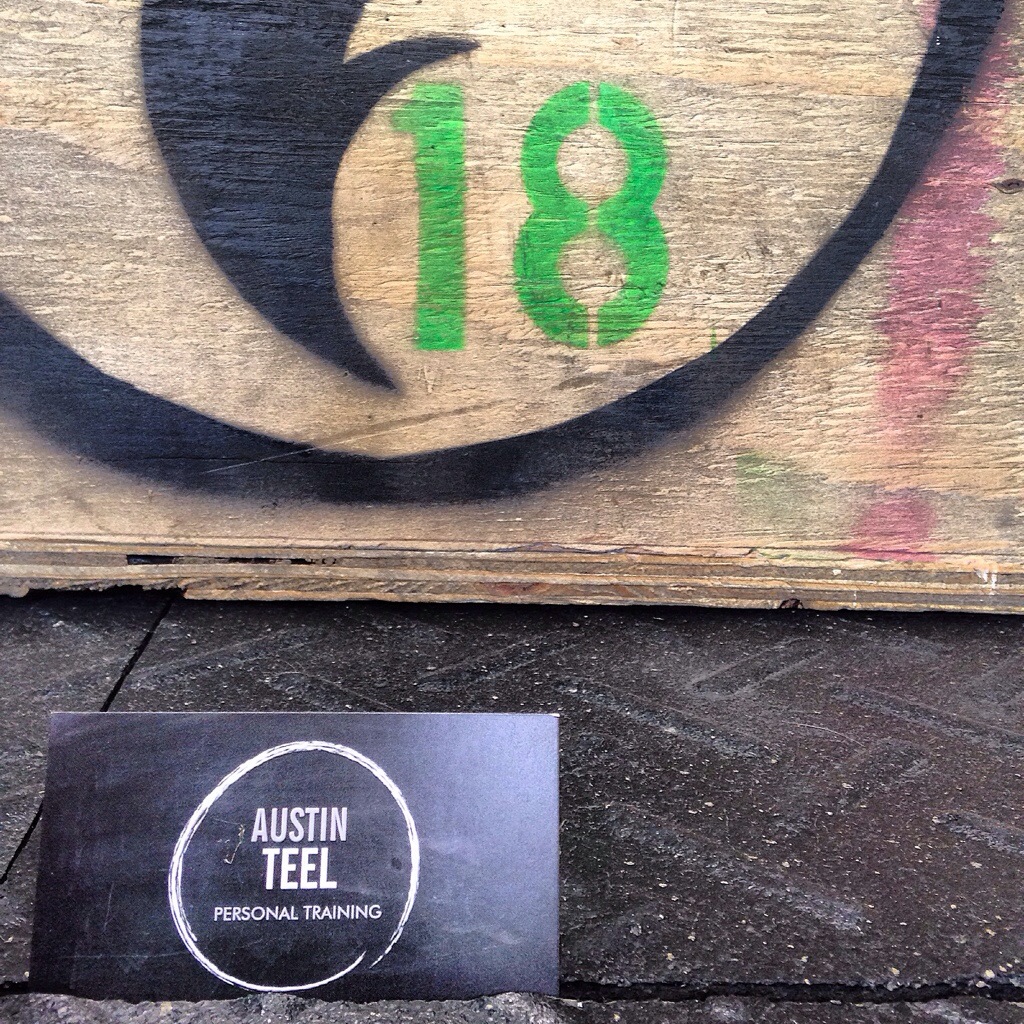 18
AUSTIN
TEEL
PERSONAL TRAINING